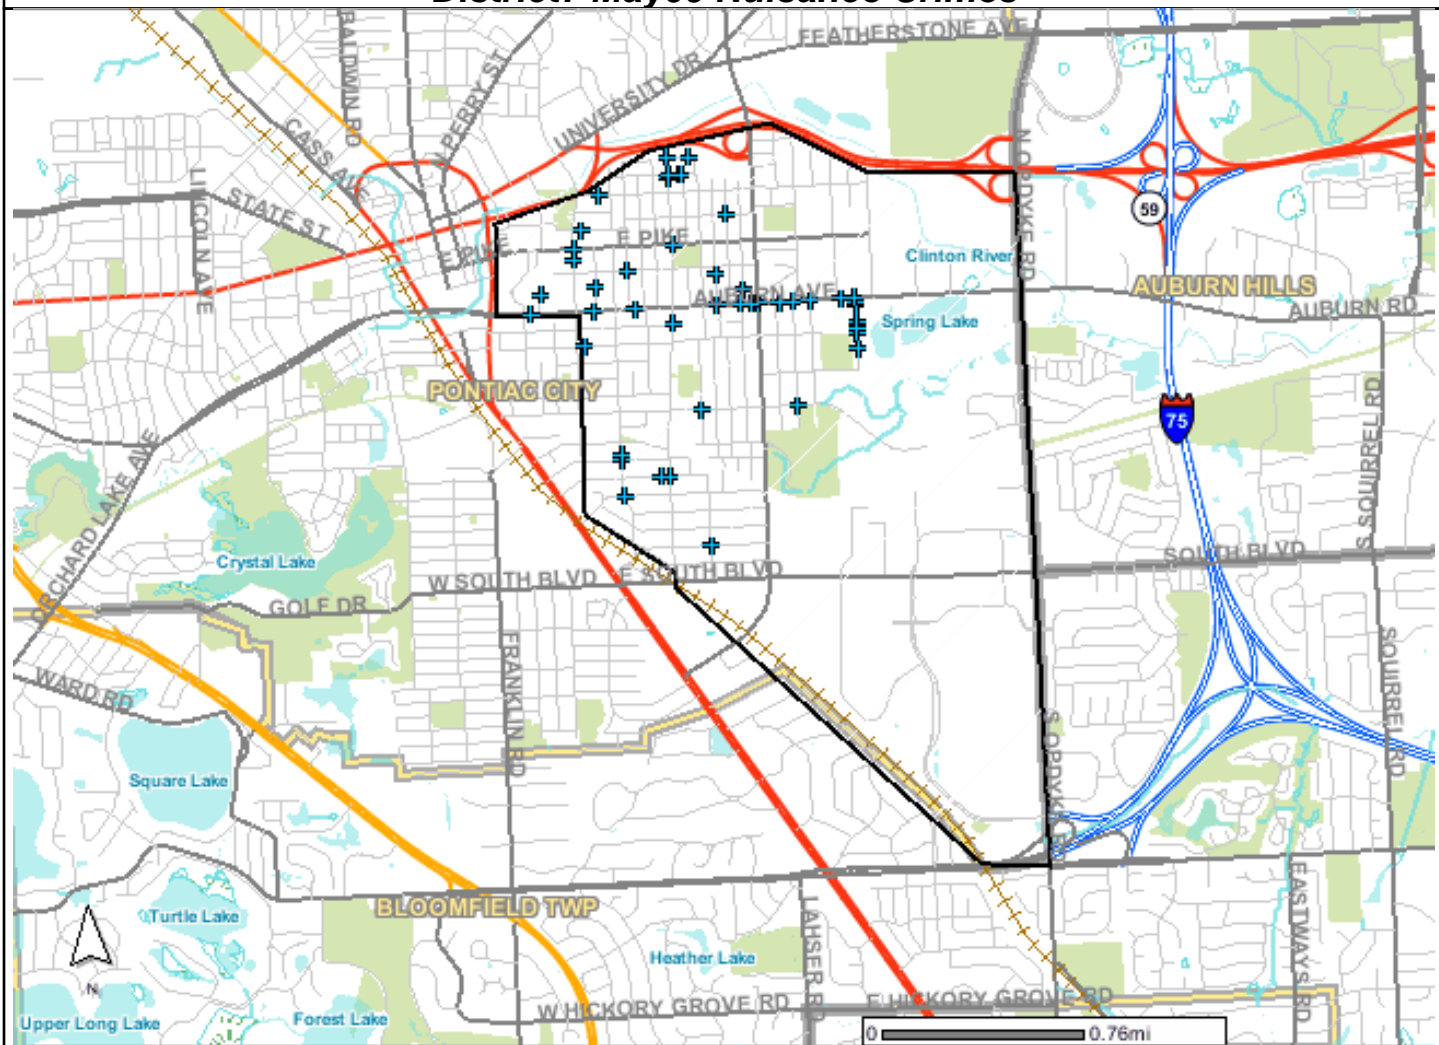 FEATHERSTONE AVE
BALDWIN RD
N PERRY ST
UNIVERSITY DR
CASS AVE
N OPDYKE RD
LINCOLN AVE
STATE ST
59
E PIKE
E PIKE
Clinton River
AUBURN HILLS
AUBURN AVE
AUBURN RD
Spring Lake
PONTIAC CITY
75
S SQUIRREL RD
ORCHARD LAKE AVE
Crystal Lake
SOUTH BLVD
W SOUTH BLVD
E SOUTH BLVD
GOLF DR
FRANKLIN RD
SQUIRREL RD
WARD RD
S OPDYKE
Square Lake
EASTWAYS RD
BLOOMFIELD TWP
Turtle Lake
LAHSER RD
Heather Lake
N
W HICKORY GROVE RD
E HICKORY GROVE RD
Upper Long Lake
Forest Lake
0
0.76mi